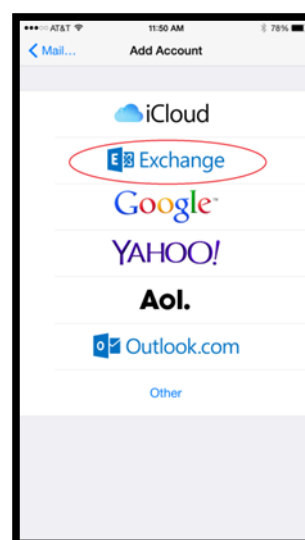 AT&T 11:50 AM 78%
Mail... Add Account
iCloud
Exchange
Google
YAHOO!
Aol.
Outlook.com
Other